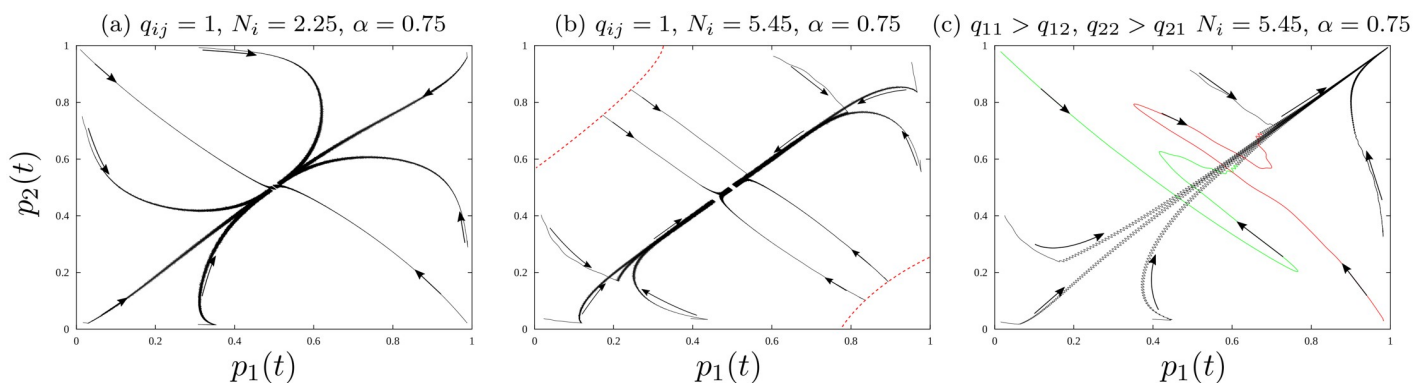 (a) q_{ij} = 1, N_i = 2.25, α = 0.75
(b) q_{ij} = 1, N_i = 5.45, α = 0.75
(c) q_{11} > q_{12}, q_{22} > q_{21} N_i = 5.45, α = 0.75
p_2(t)
1
0.8
0.6
0.4
0.2
0
0 0.2 0.4 0.6 0.8 1
p_1(t)
1
0.8
0.6
0.4
0.2
0
0 0.2 0.4 0.6 0.8 1
p_1(t)
1
0.8
0.6
0.4
0.2
0
0 0.2 0.4 0.6 0.8 1
p_1(t)